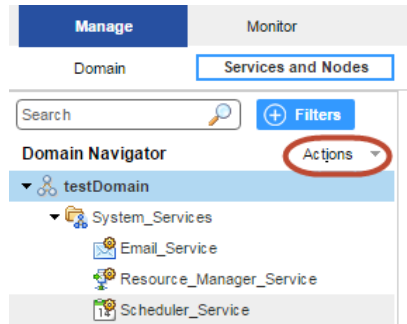 Manage Monitor
Domain Services and Nodes
Search Filters
Domain Navigator Actions
testDomain
System_Services
Email_Service
Resource_Manager_Service
Scheduler_Service